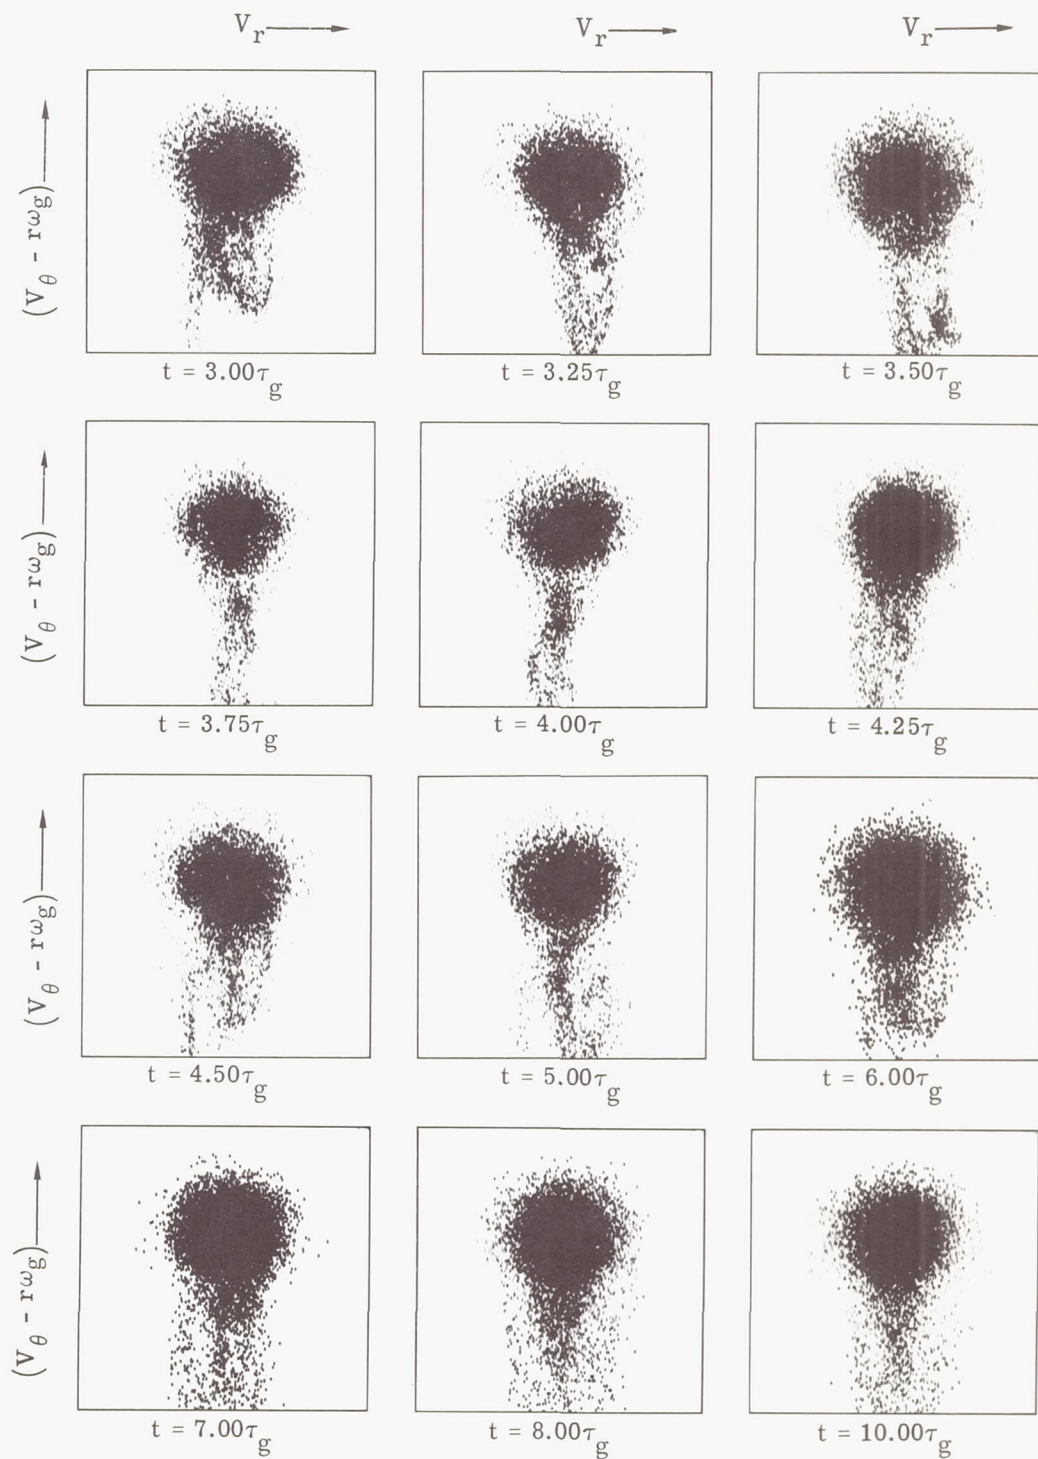 V_r → V_r → V_r →
(V_θ - rω_g) →
t = 3.00τ_g t = 3.25τ_g t = 3.50τ_g
(V_θ - rω_g) →
t = 3.75τ_g t = 4.00τ_g t = 4.25τ_g
(V_θ - rω_g) →
t = 4.50τ_g t = 5.00τ_g t = 6.00τ_g
(V_θ - rω_g) →
t = 7.00τ_g t = 8.00τ_g t = 10.00τ_g